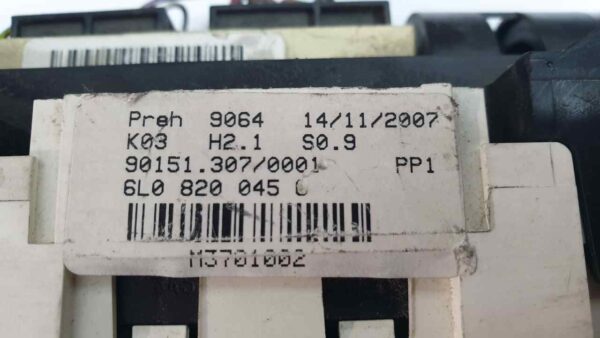 Preh 9064 14/11/2007
K03 H2.1 S0.9
90151.307/0001 PP1
6L0 820 045
M3701002